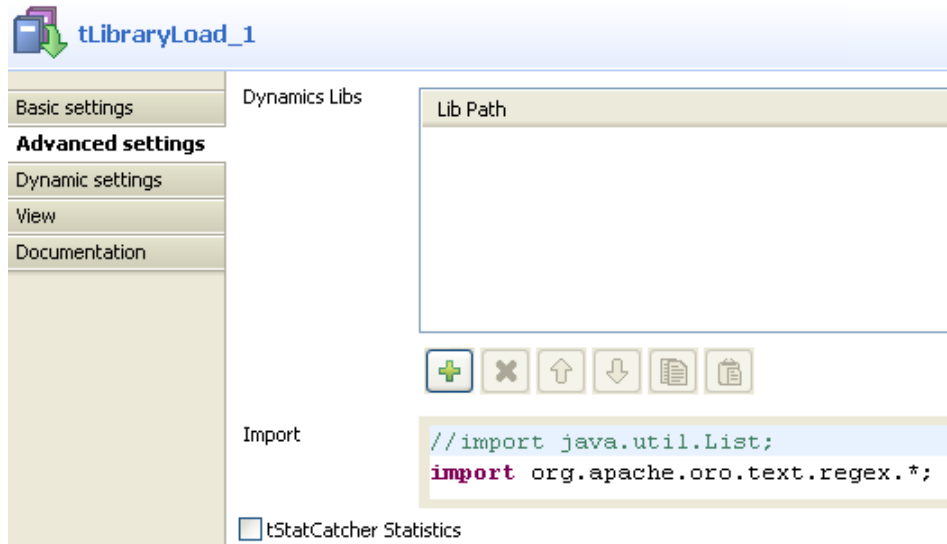 tLibraryLoad_1
Basic settings
Advanced settings
Dynamic settings
View
Documentation
Dynamics Libs
Lib Path
Import
//import java.util.List;
import org.apache.oro.text.regex.*;
tStatCatcher Statistics